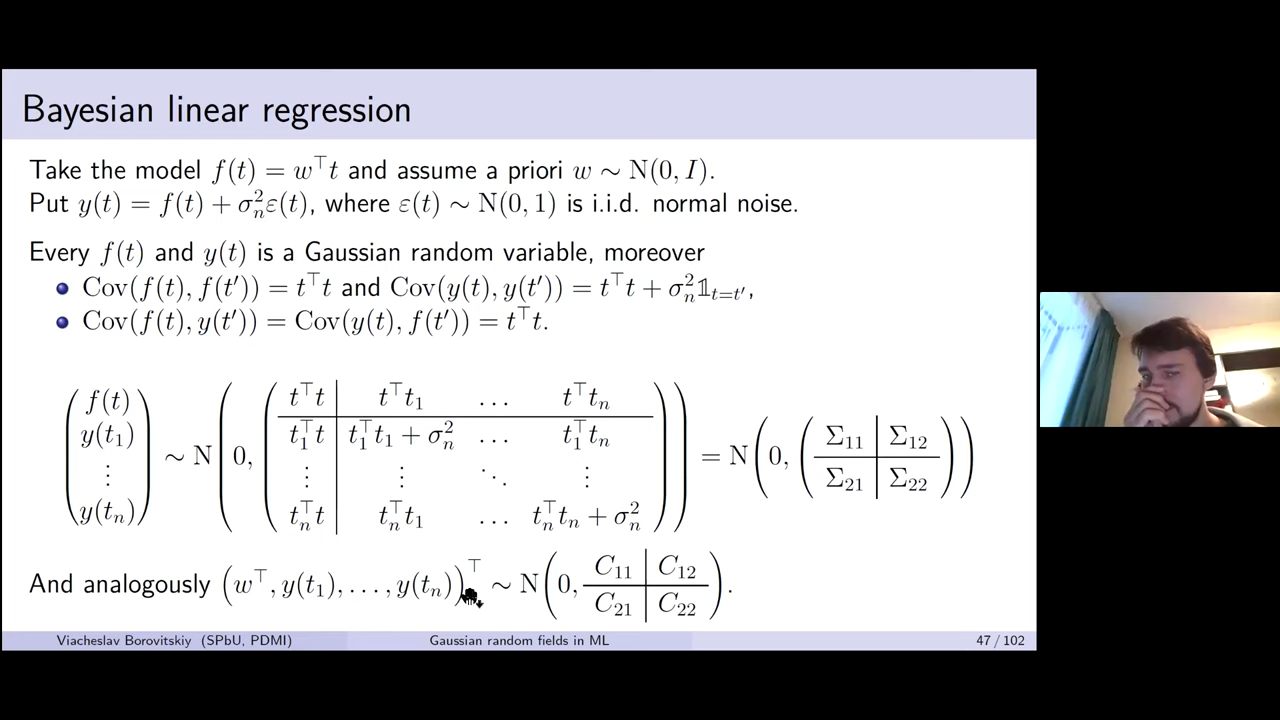 Bayesian linear regression
Take the model f(t) = w⊤t and assume a priori w ∼ N(0, I).
Put y(t) = f(t) + σ²ₙε(t), where ε(t) ∼ N(0, 1) is i.i.d. normal noise.
Every f(t) and y(t) is a Gaussian random variable, moreover
Cov(f(t), f(t′)) = t⊤t and Cov(y(t), y(t′)) = t⊤t + σ²ₙ𝟙ₜ₌ₜ′,
Cov(f(t), y(t′)) = Cov(y(t), f(t′)) = t⊤t.
f(t) t⊤t t⊤t₁ … t⊤tₙ
y(t₁) t₁⊤t t₁⊤t₁ + σ²ₙ … t₁⊤tₙ Σ₁₁ Σ₁₂
∼ N(0, ) = N(0, )
⋮ ⋮ ⋮ ⋱ ⋮ Σ₂₁ Σ₂₂
y(tₙ) tₙ⊤t tₙ⊤t₁ … tₙ⊤tₙ + σ²ₙ
And analogously (w⊤, y(t₁), …, y(tₙ))⊤ ∼ N(0, C₁₁ C₁₂
C₂₁ C₂₂).
Viacheslav Borovitskiy (SPbU, PDMI) Gaussian random fields in ML 47 / 102